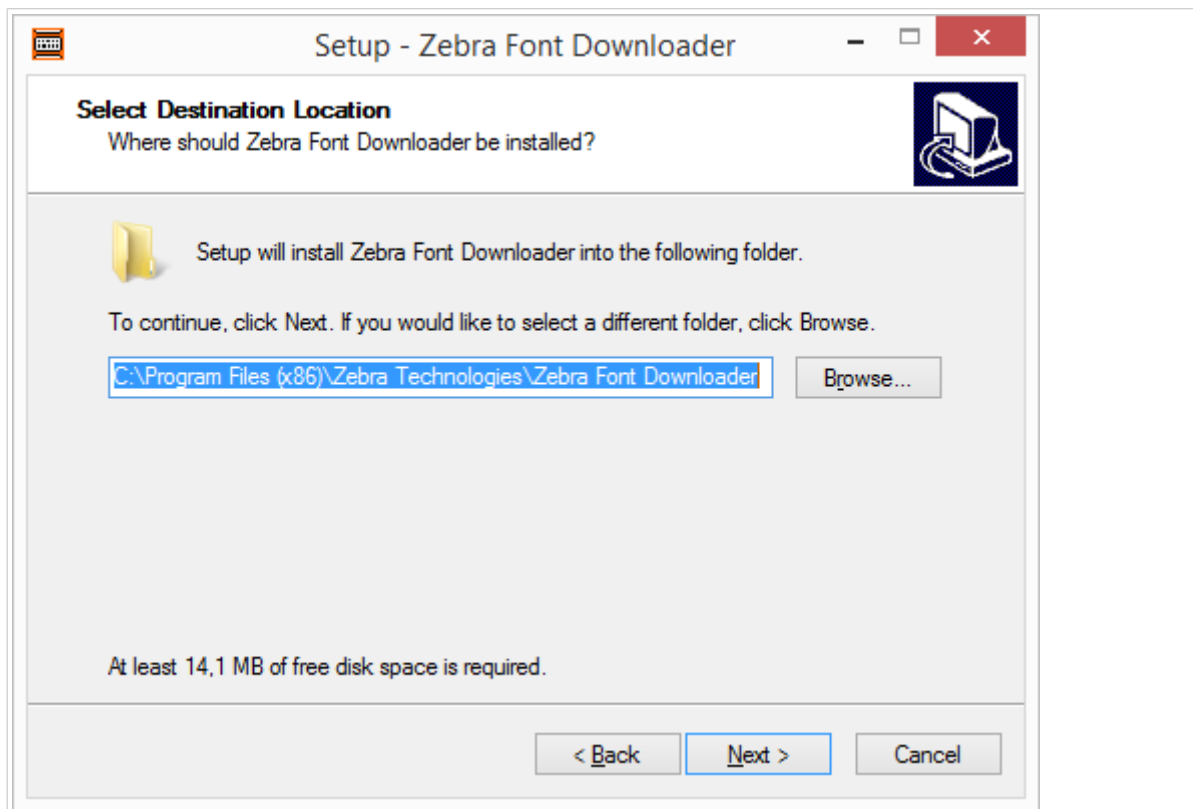 Setup - Zebra Font Downloader
Select Destination Location
Where should Zebra Font Downloader be installed?
Setup will install Zebra Font Downloader into the following folder.
To continue, click Next. If you would like to select a different folder, click Browse.
C:\Program Files (x86)\Zebra Technologies\Zebra Font Downloader
Browse...
At least 14,1 MB of free disk space is required.
< Back
Next >
Cancel